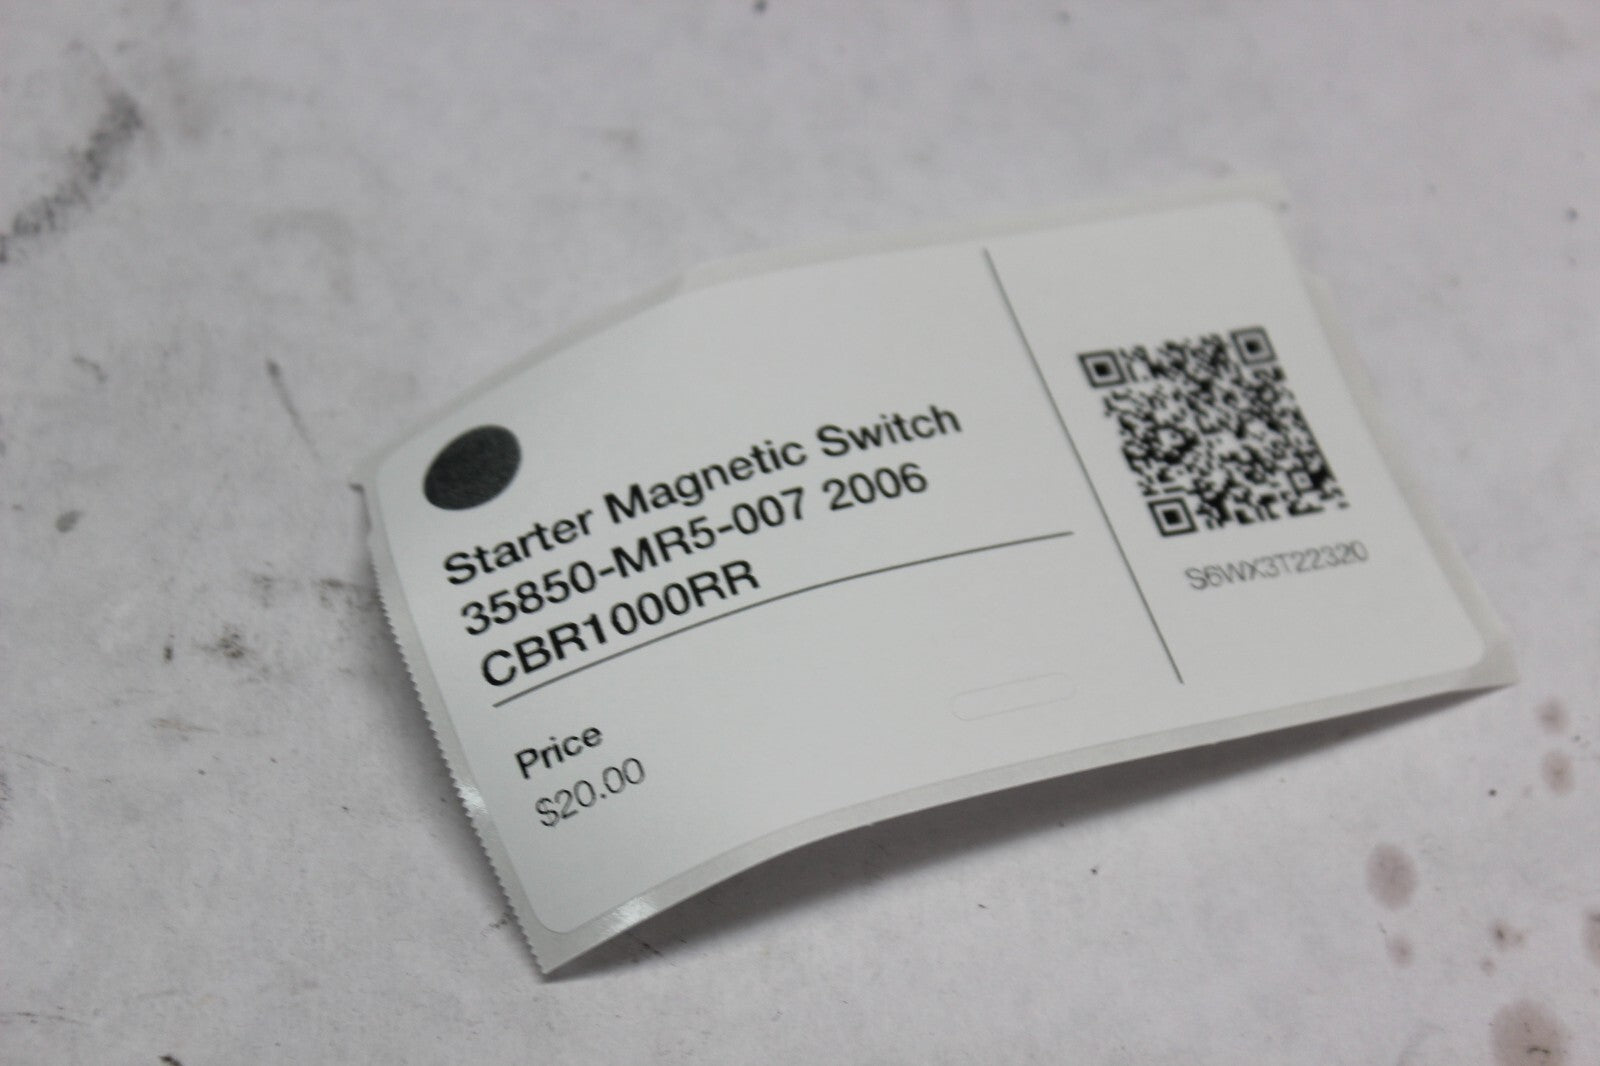 Starter Magnetic Switch
35850-MR5-007 2006
CBR1000RR
Price
$20.00
S6WX3T22320